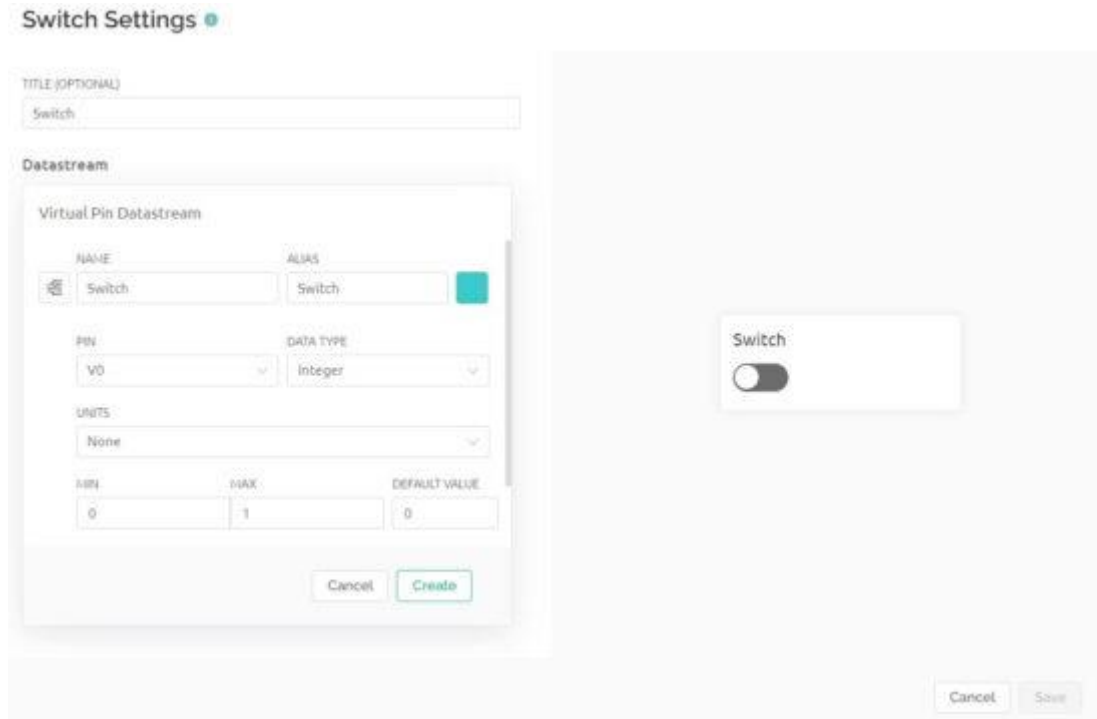 Switch Settings
TITLE (OPTIONAL)
Switch
Datastream
Virtual Pin Datastream
NAME ALIAS
Switch Switch
PIN DATA TYPE
V0 Integer
UNITS
None
MIN MAX DEFAULT VALUE
0 1 0
Cancel Create
Switch
Cancel Save